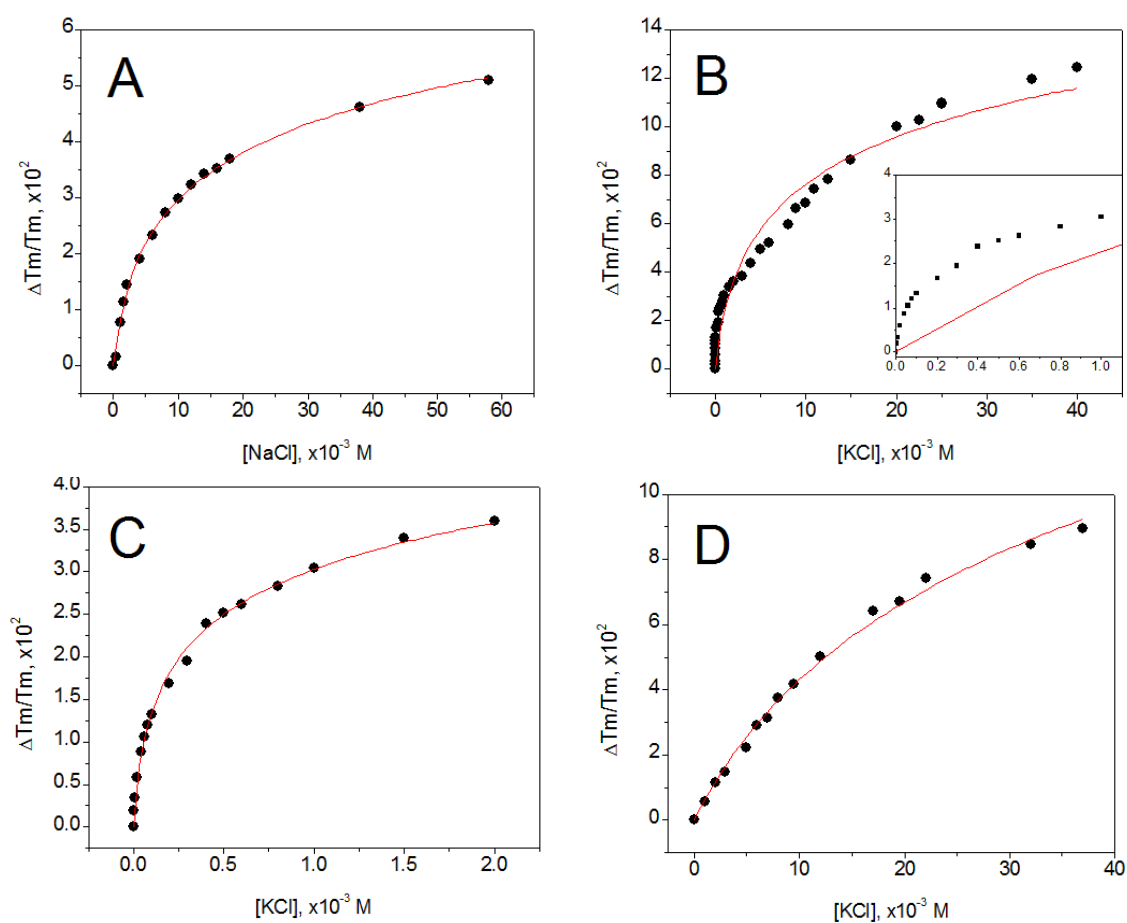 A
6
5
4
3
2
1
0
ΔTm/Tm, x10²
0 10 20 30 40 50 60
[NaCl], x10⁻³ M
B
14
12
10
8
6
4
2
0
ΔTm/Tm, x10²
0 10 20 30 40
[KCl], x10⁻³ M
4
3
2
1
0
0.0 0.2 0.4 0.6 0.8 1.0
C
4.0
3.5
3.0
2.5
2.0
1.5
1.0
0.5
0.0
ΔTm/Tm, x10²
0.0 0.5 1.0 1.5 2.0
[KCl], x10⁻³ M
D
10
8
6
4
2
0
ΔTm/Tm, x10²
0 10 20 30 40
[KCl], x10⁻³ M